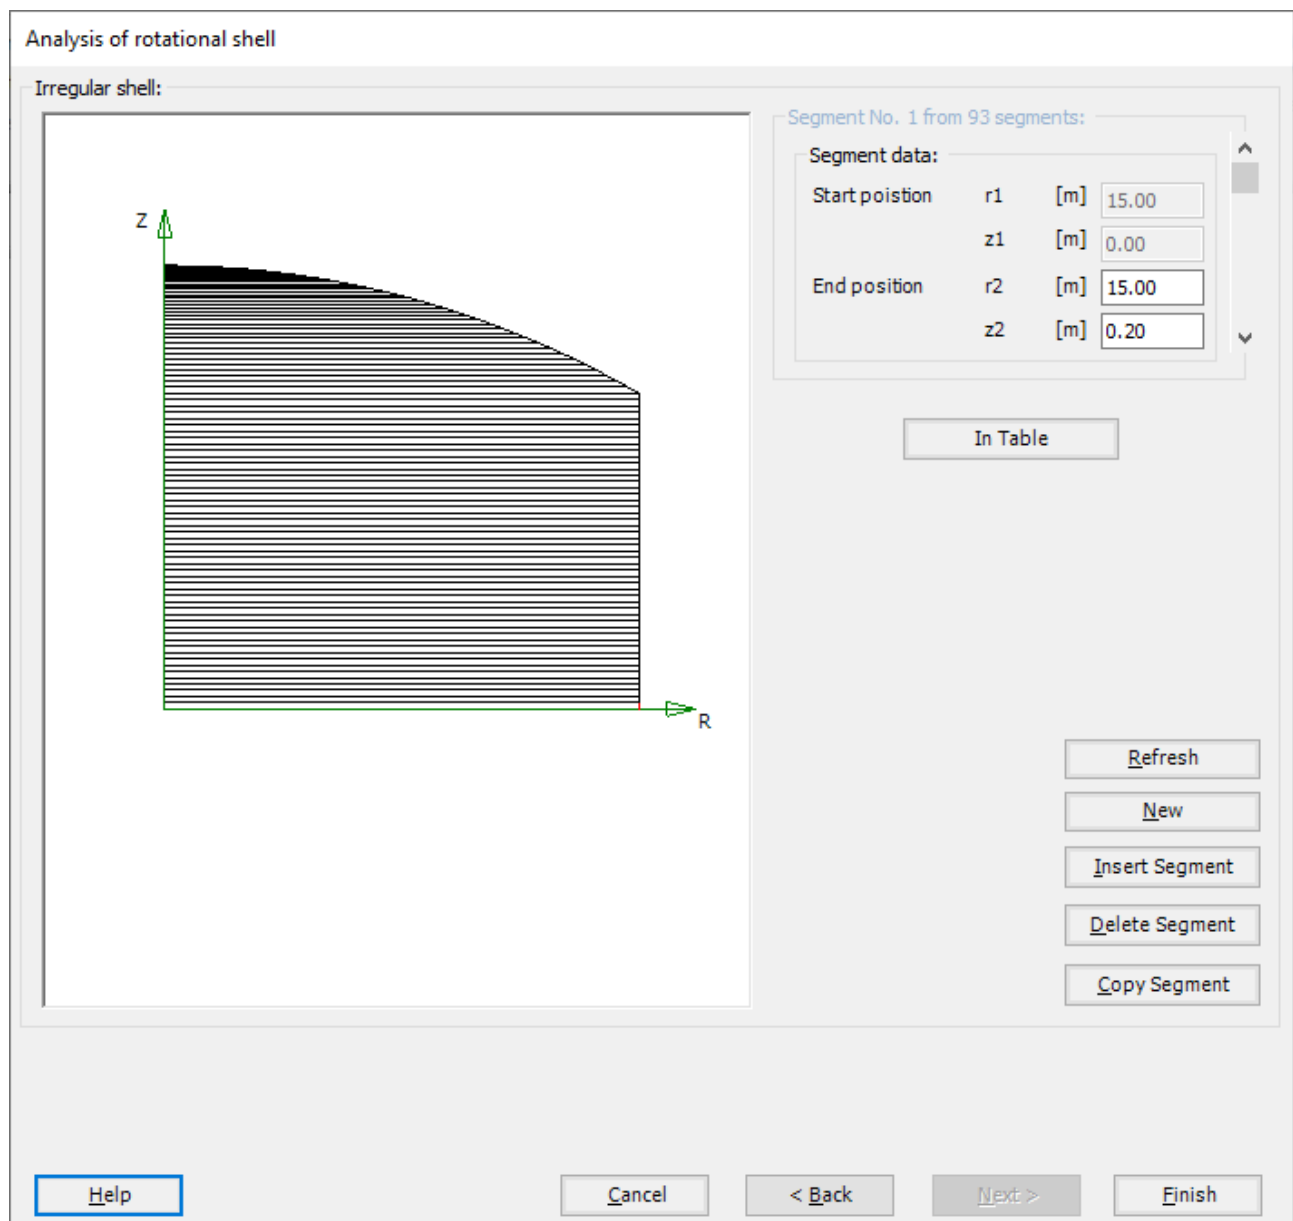 Analysis of rotational shell
Irregular shell:
Z
R
Segment No. 1 from 93 segments:
Segment data:
Start poistion r1 [m] 15.00
z1 [m] 0.00
End position r2 [m] 15.00
z2 [m] 0.20
In Table
Refresh
New
Insert Segment
Delete Segment
Copy Segment
Help Cancel < Back Next > Finish